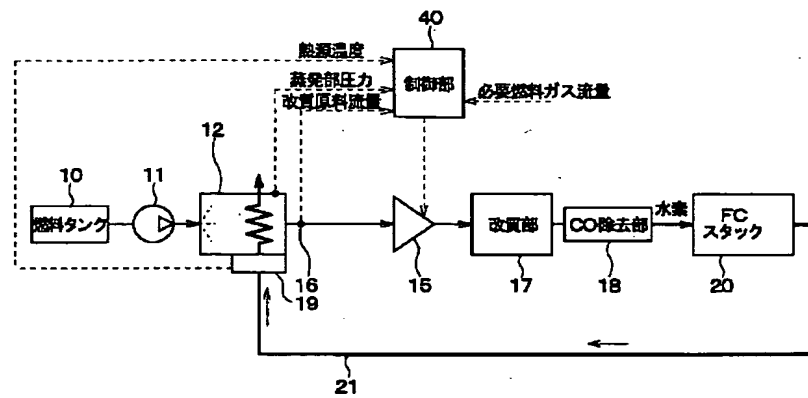 40
熱源温度
蒸発部圧力
改質原料流量
制御部
必要燃料ガス流量
10
11
12
燃料タンク
16
19
15
改質部
17
CO除去部
18
水素
FC
スタック
20
21